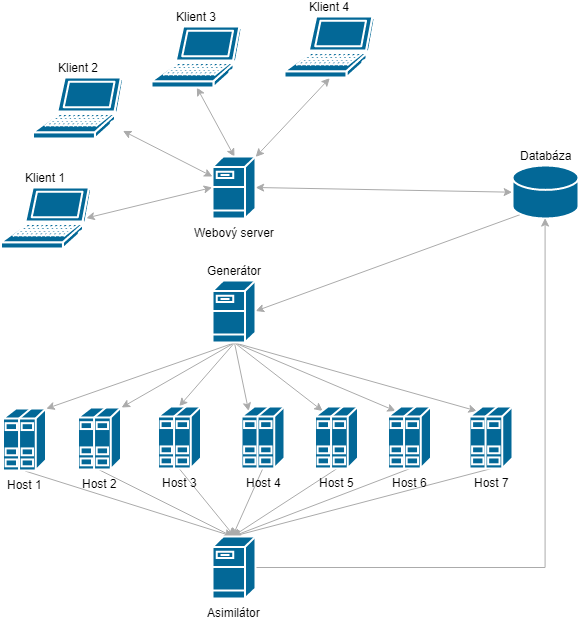 Klient 4
Klient 3
Klient 2
Databáza
Klient 1
Webový server
Generátor
Host 1
Host 2
Host 3
Host 4
Host 5
Host 6
Host 7
Asimilátor